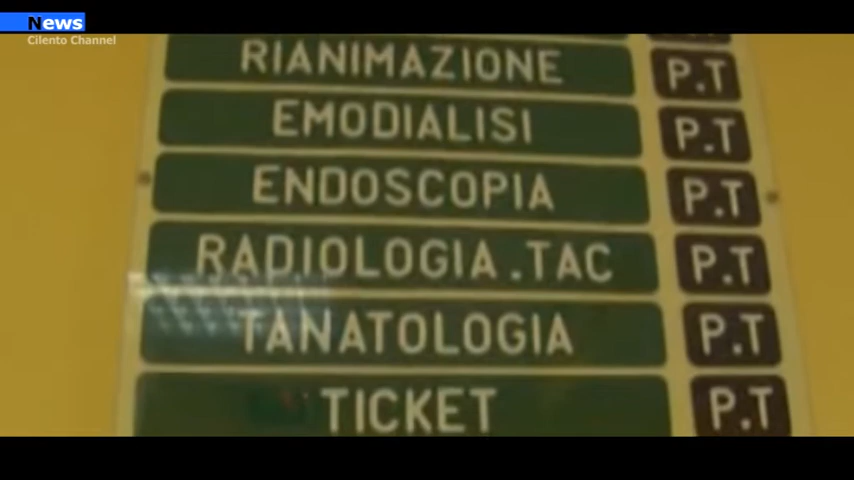 News
Cilento Channel
RIANIMAZIONE P.T
EMODIALISI P.T
ENDOSCOPIA P.T
RADIOLOGIA .TAC P.T
TANATOLOGIA P.T
TICKET P.T